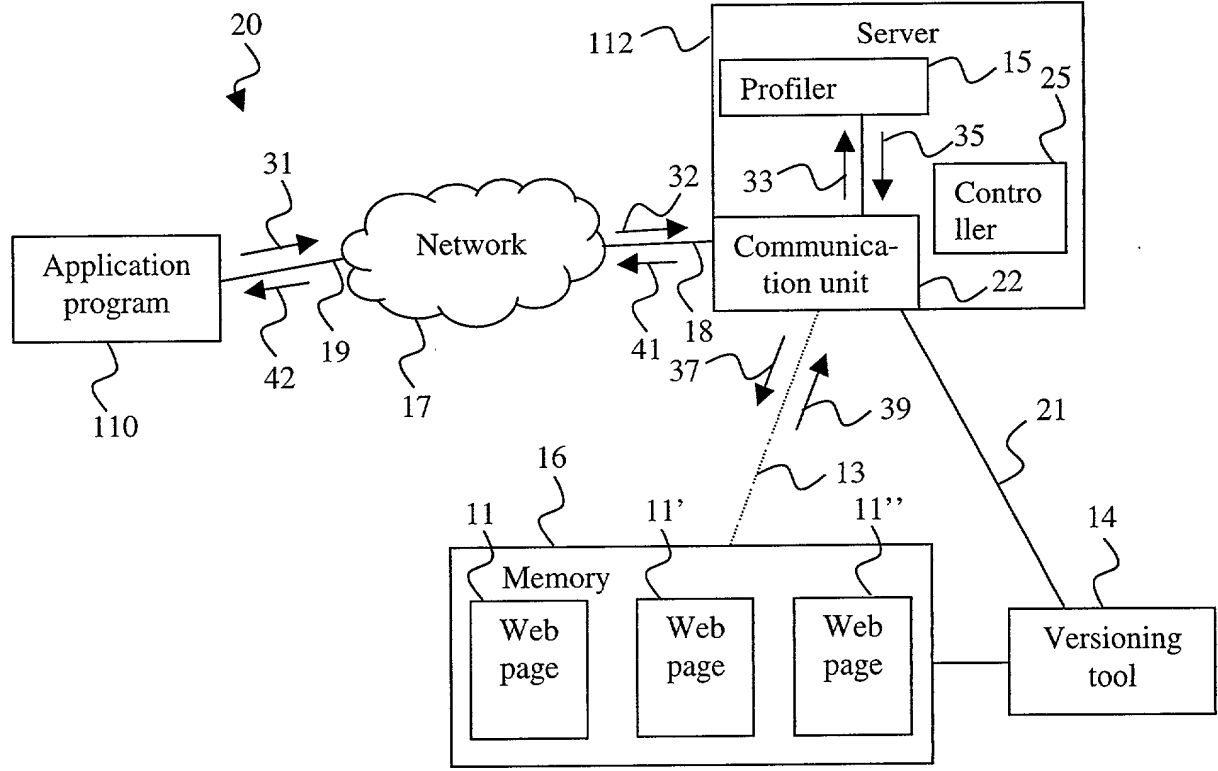 20
112
Server
15
25
Profiler
31
32
33
35
Contro
ller
Network
Application
program
Communica-
tion unit
22
42
19
41
18
37
39
17
110
21
16
13
11
11'
11’’
14
Memory
Web
page
Web
page
Web
page
Versioning
tool